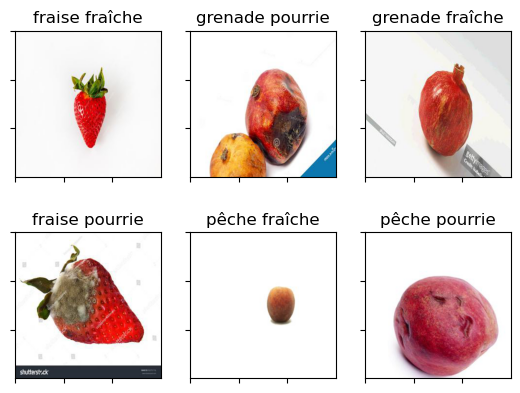 fraise fraîche
grenade pourrie
grenade fraîche
fraise pourrie
pêche fraîche
pêche pourrie
shutterstock